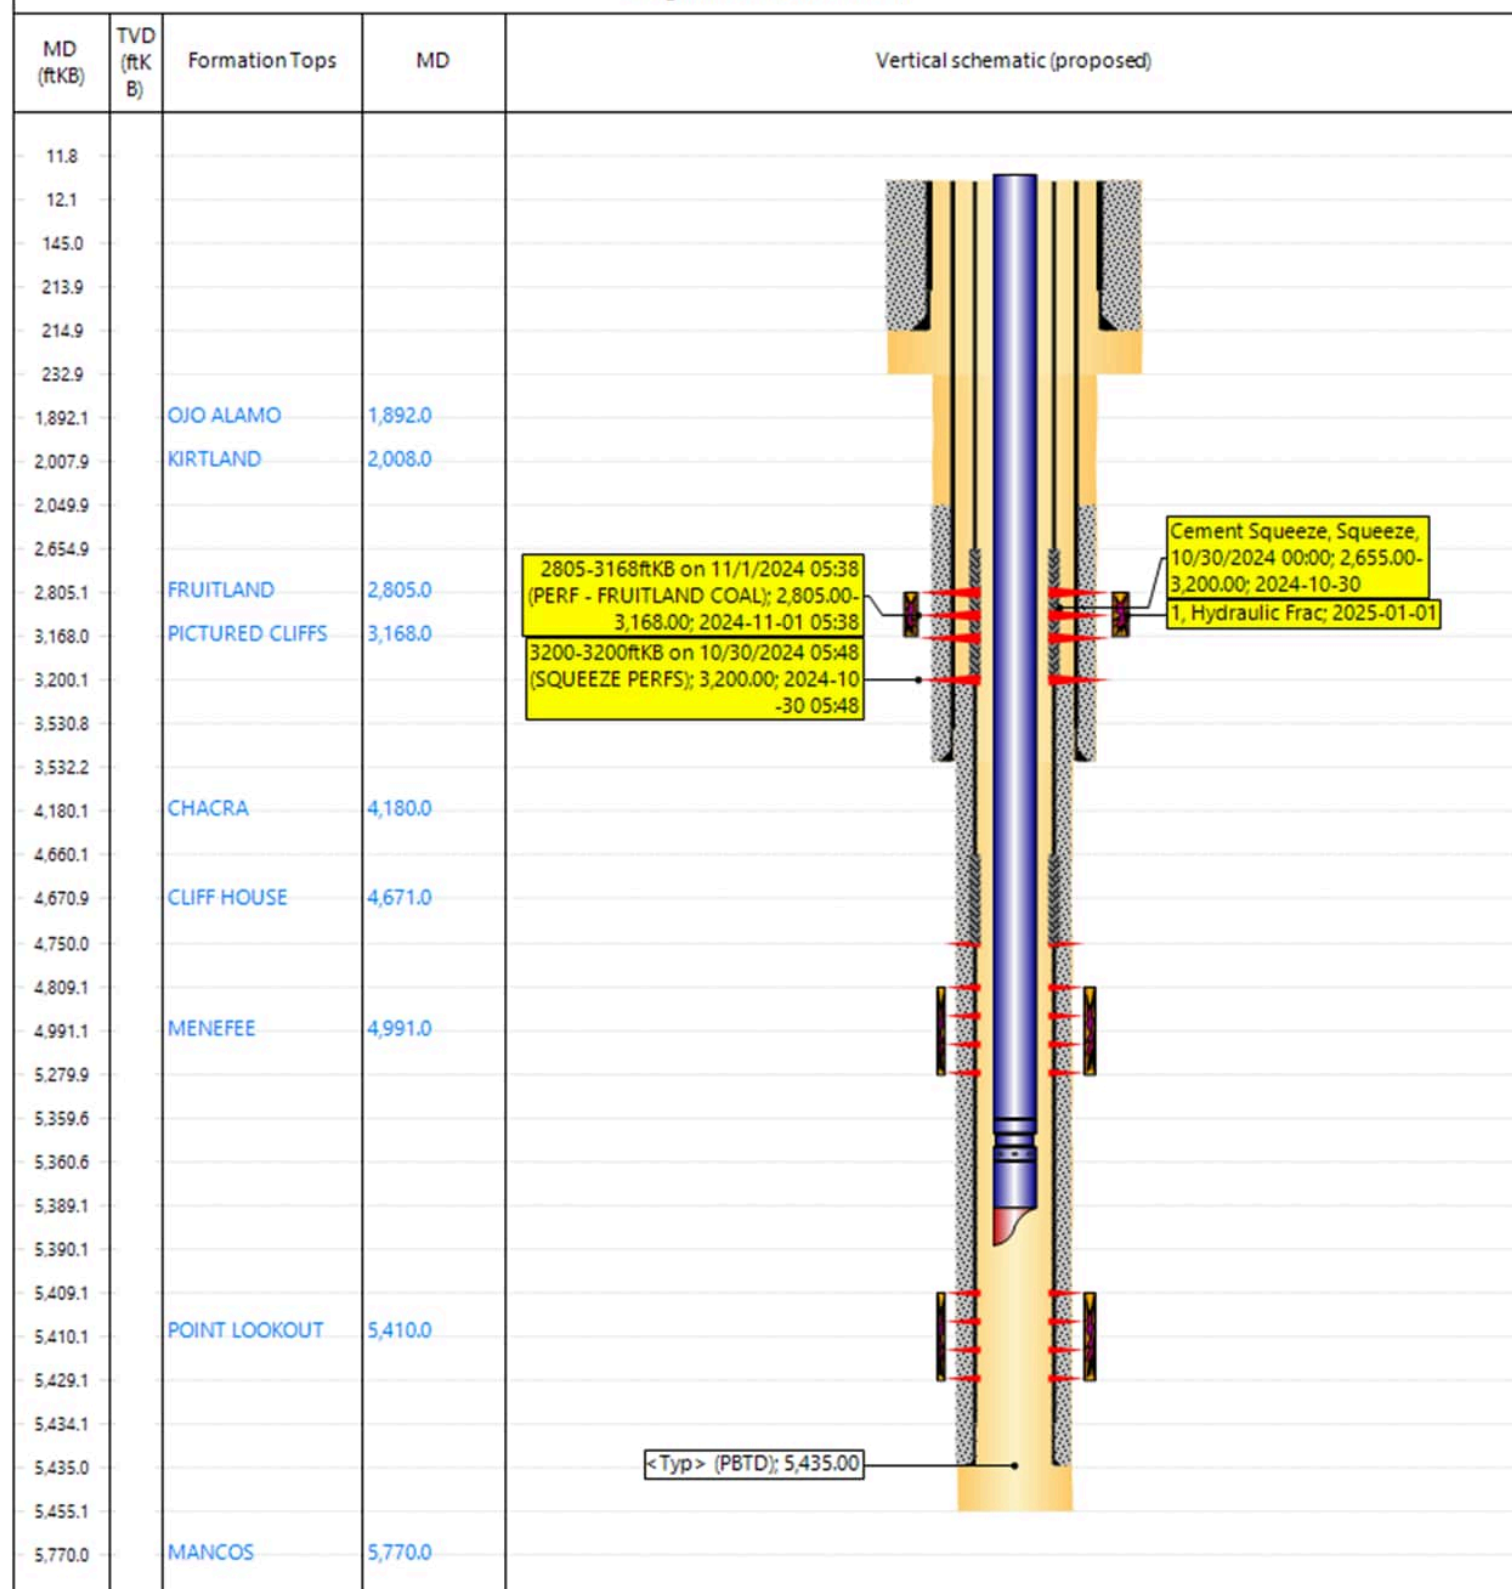 MD
(ftKB)
TVD
(ftK
B)
Formation Tops
MD
Vertical schematic (proposed)
11.8
12.1
145.0
213.9
214.9
232.9
1,892.1 OJO ALAMO 1,892.0
2,007.9 KIRTLAND 2,008.0
2,049.9
2,654.9
2,805.1 FRUITLAND 2,805.0
3,168.0 PICTURED CLIFFS 3,168.0
3,200.1
3,530.8
3,532.2
4,180.1 CHACRA 4,180.0
4,660.1
4,670.9 CLIFF HOUSE 4,671.0
4,750.0
4,809.1
4,991.1 MENEFEE 4,991.0
5,279.9
5,359.6
5,360.6
5,389.1
5,390.1
5,409.1
5,410.1 POINT LOOKOUT 5,410.0
5,429.1
5,434.1
5,435.0
5,455.1
5,770.0 MANCOS 5,770.0
2805-3168ftKB on 11/1/2024 05:38
(PERF - FRUITLAND COAL); 2,805.00-
3,168.00; 2024-11-01 05:38
3200-3200ftKB on 10/30/2024 05:48
(SQUEEZE PERFS); 3,200.00; 2024-10
-30 05:48
Cement Squeeze, Squeeze,
10/30/2024 00:00; 2,655.00-
3,200.00; 2024-10-30
1, Hydraulic Frac; 2025-01-01
<Typ> (PBTD); 5,435.00